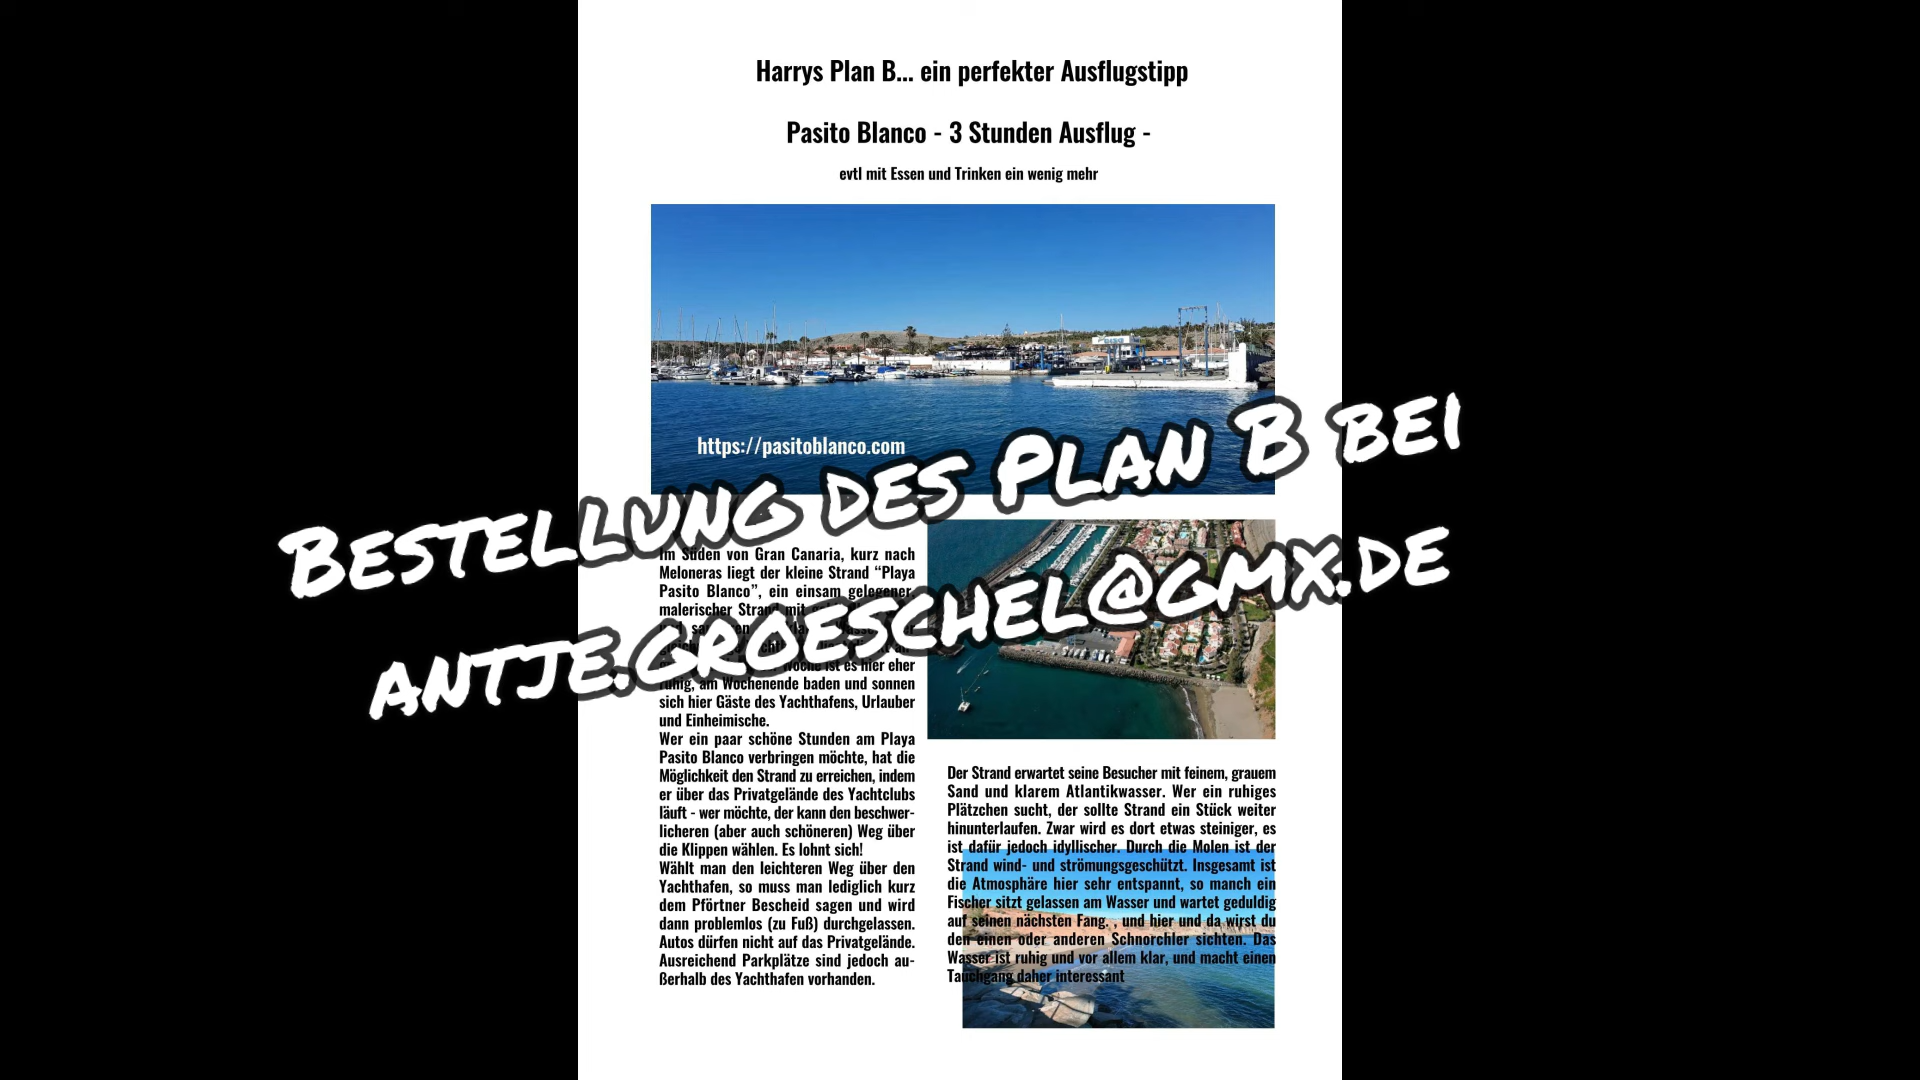 Harrys Plan B... ein perfekter Ausflugstipp
Pasito Blanco - 3 Stunden Ausflug -
evtl mit Essen und Trinken ein wenig mehr
https://pasitoblanco.com
Bestellung des Plan B bei
antje.groeschel@gmx.de
Im Süden von Gran Canaria, kurz nach
Meloneras liegt der kleine Strand “Playa
Pasito Blanco”, ein einsam gelegener,
malerischer Strand mit
und
Woche ist es hier eher
ruhig, am Wochenende baden und sonnen
sich hier Gäste des Yachthafens, Urlauber
und Einheimische.
Wer ein paar schöne Stunden am Playa
Pasito Blanco verbringen möchte, hat die
Möglichkeit den Strand zu erreichen, indem
er über das Privatgelände des Yachtclubs
läuft - wer möchte, der kann den beschwer-
licheren (aber auch schöneren) Weg über
die Klippen wählen. Es lohnt sich!
Wählt man den leichteren Weg über den
Yachthafen, so muss man lediglich kurz
dem Pförtner Bescheid sagen und wird
dann problemlos (zu Fuß) durchgelassen.
Autos dürfen nicht auf das Privatgelände.
Ausreichend Parkplätze sind jedoch au-
ßerhalb des Yachthafen vorhanden.
Der Strand erwartet seine Besucher mit feinem, grauem
Sand und klarem Atlantikwasser. Wer ein ruhiges
Plätzchen sucht, der sollte Strand ein Stück weiter
hinunterlaufen. Zwar wird es dort etwas steiniger, es
ist dafür jedoch idyllischer. Durch die Molen ist der
Strand wind- und strömungsgeschützt. Insgesamt ist
die Atmosphäre hier sehr entspannt, so manch ein
Fischer sitzt gelassen am Wasser und wartet geduldig
auf seinen nächsten Fang. , und hier und da wirst du
den einen oder anderen Schnorchler sichten. Das
Wasser ist ruhig und vor allem klar, und macht einen
Tauchgang daher interessant